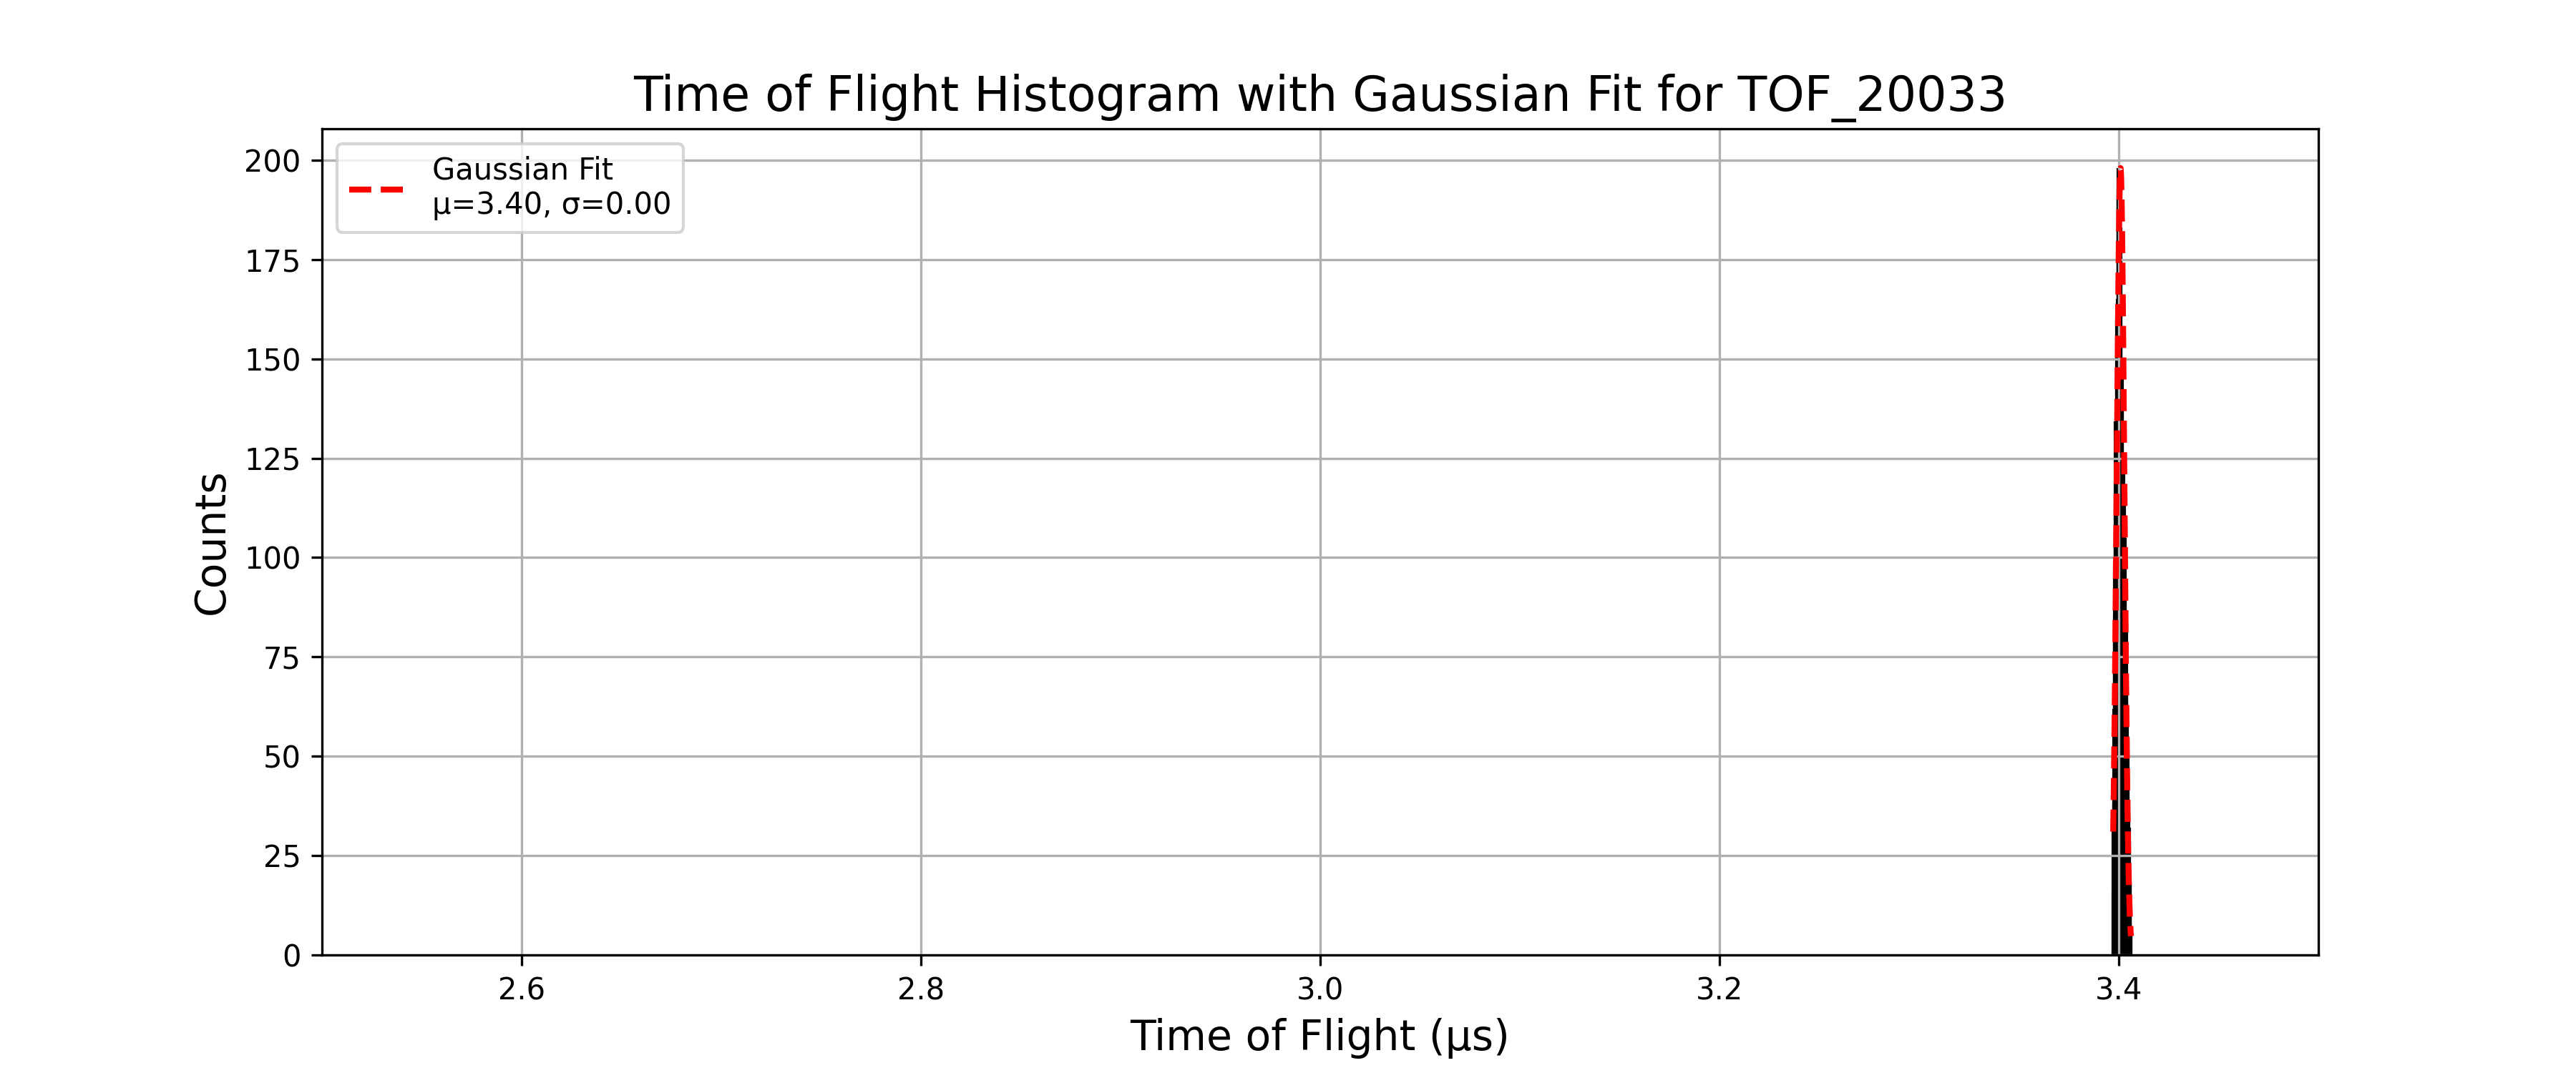 Time of Flight Histogram with Gaussian Fit for TOF_20033
Gaussian Fit
μ=3.40, σ=0.00
200
175
150
125
100
75
50
25
0
Counts
2.6
2.8
3.0
3.2
3.4
Time of Flight (μs)